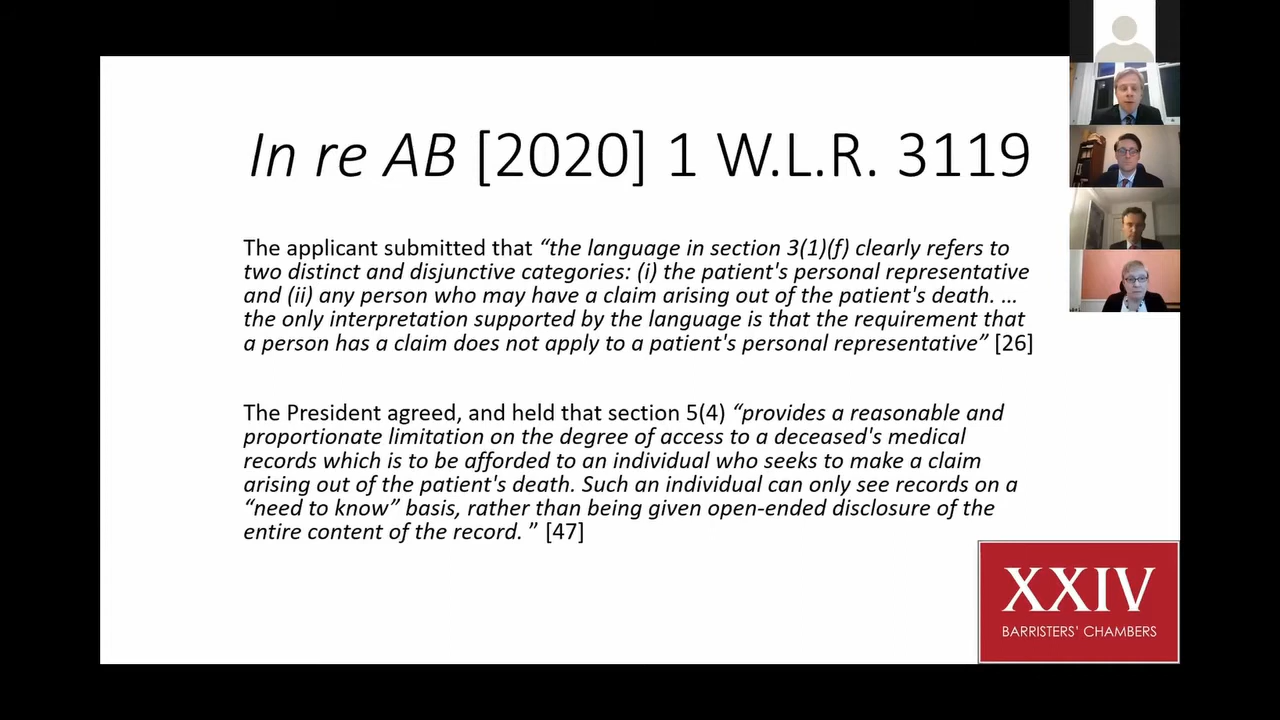 In re AB [2020] 1 W.L.R. 3119
The applicant submitted that “the language in section 3(1)(f) clearly refers to
two distinct and disjunctive categories: (i) the patient's personal representative
and (ii) any person who may have a claim arising out of the patient's death. …
the only interpretation supported by the language is that the requirement that
a person has a claim does not apply to a patient's personal representative” [26]
The President agreed, and held that section 5(4) “provides a reasonable and
proportionate limitation on the degree of access to a deceased's medical
records which is to be afforded to an individual who seeks to make a claim
arising out of the patient's death. Such an individual can only see records on a
“need to know” basis, rather than being given open-ended disclosure of the
entire content of the record. ” [47]
XXIV
BARRISTERS' CHAMBERS